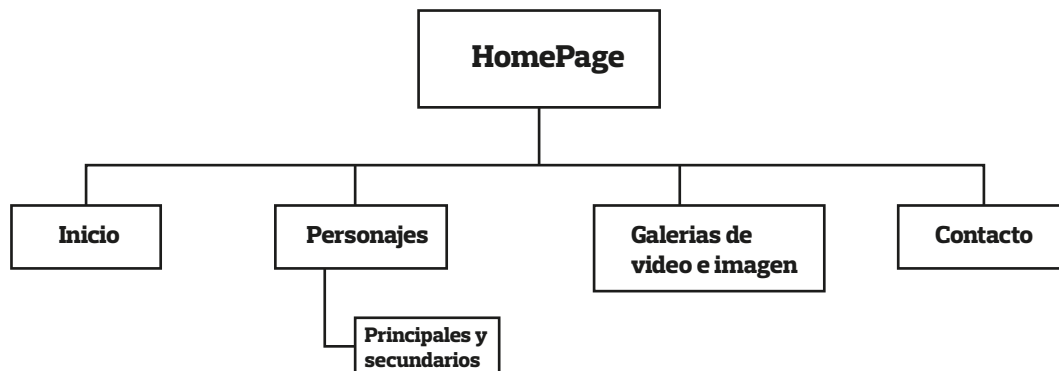 HomePage
Inicio
Personajes
Galerias de
video e imagen
Contacto
Principales y
secundarios